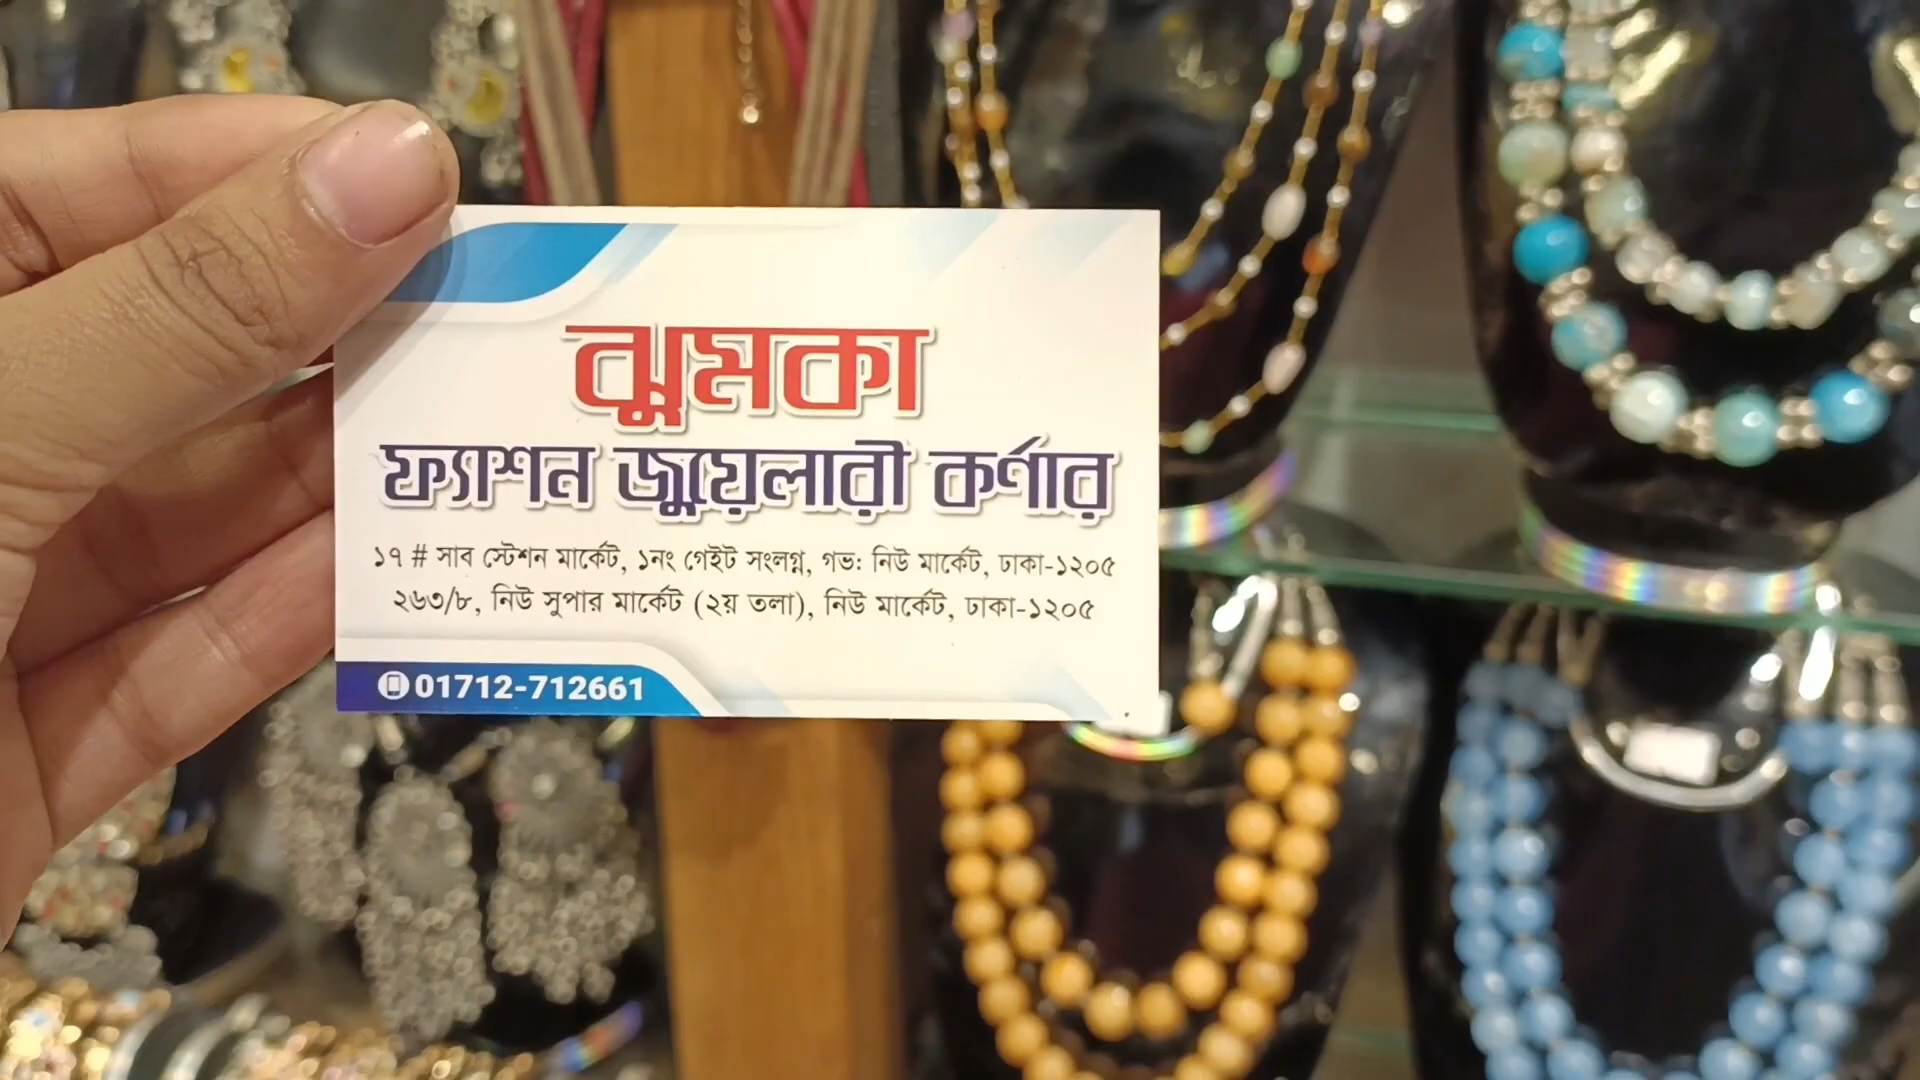 ঝুমকা
ফ্যাশন জুয়েলারী কর্ণার
১৭ # সাব স্টেশন মার্কেট, ১নং গেইট সংলগ্ন, গভঃ নিউ মার্কেট, ঢাকা-১২০৫
২৬৩/৮, নিউ সুপার মার্কেট (২য় তলা), নিউ মার্কেট, ঢাকা-১২০৫
01712-712661